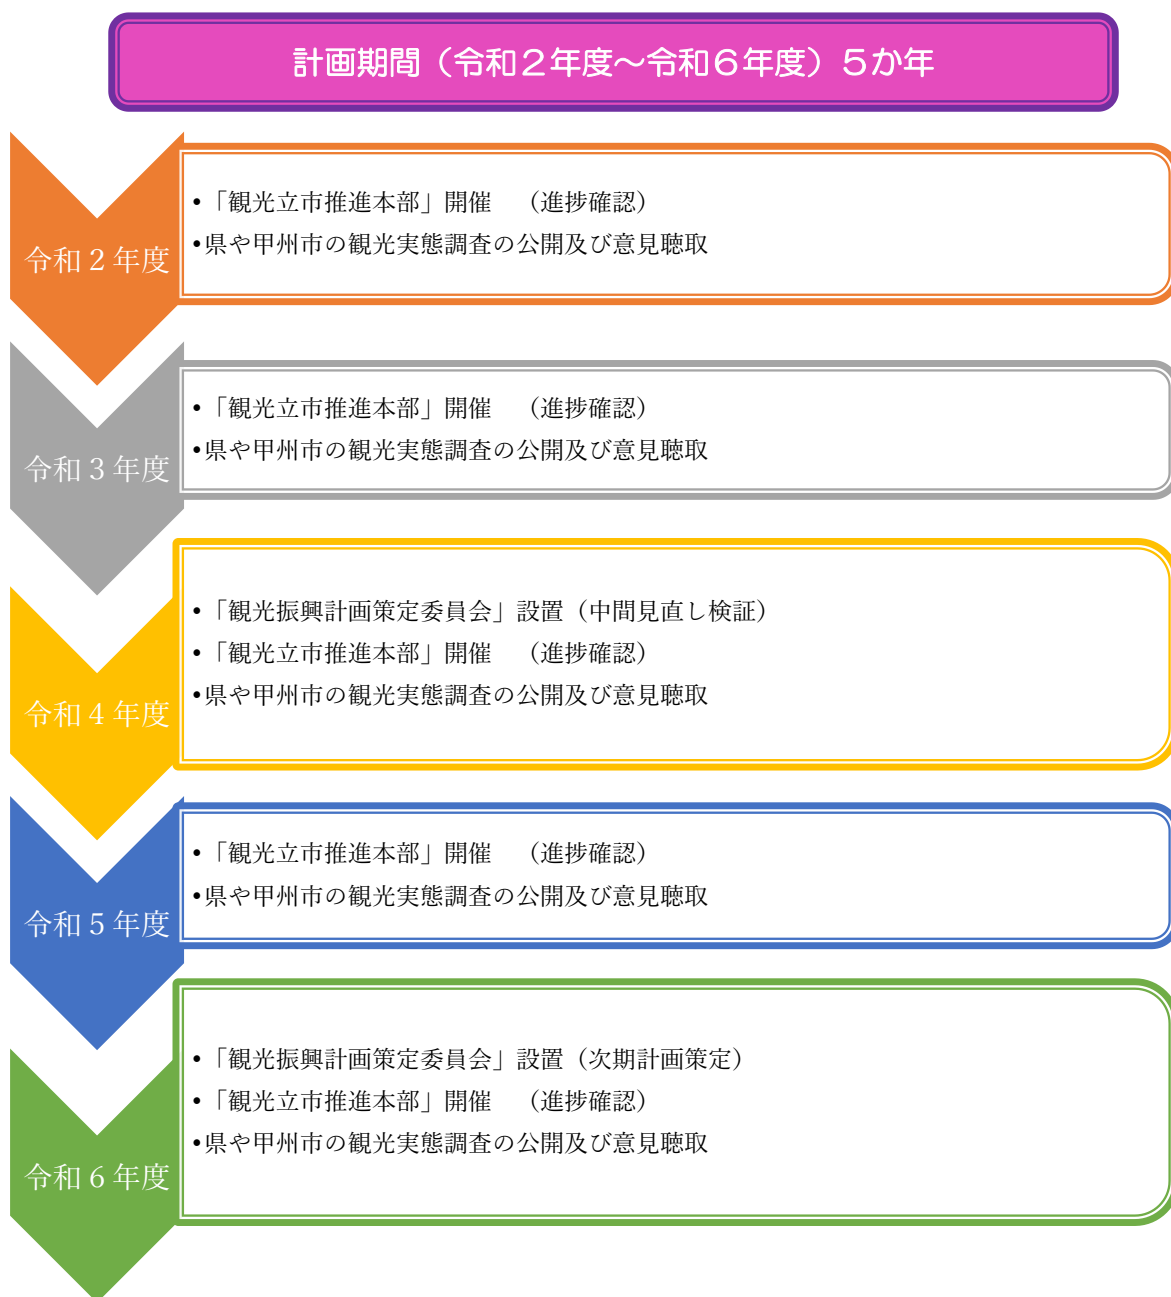 計画期間（令和２年度～令和６年度）５か年
令和２年度
•「観光立市推進本部」開催　（進捗確認）
•県や甲州市の観光実態調査の公開及び意見聴取
令和３年度
•「観光立市推進本部」開催　（進捗確認）
•県や甲州市の観光実態調査の公開及び意見聴取
令和４年度
•「観光振興計画策定委員会」設置（中間見直し検証）
•「観光立市推進本部」開催　（進捗確認）
•県や甲州市の観光実態調査の公開及び意見聴取
令和５年度
•「観光立市推進本部」開催　（進捗確認）
•県や甲州市の観光実態調査の公開及び意見聴取
令和６年度
•「観光振興計画策定委員会」設置（次期計画策定）
•「観光立市推進本部」開催　（進捗確認）
•県や甲州市の観光実態調査の公開及び意見聴取